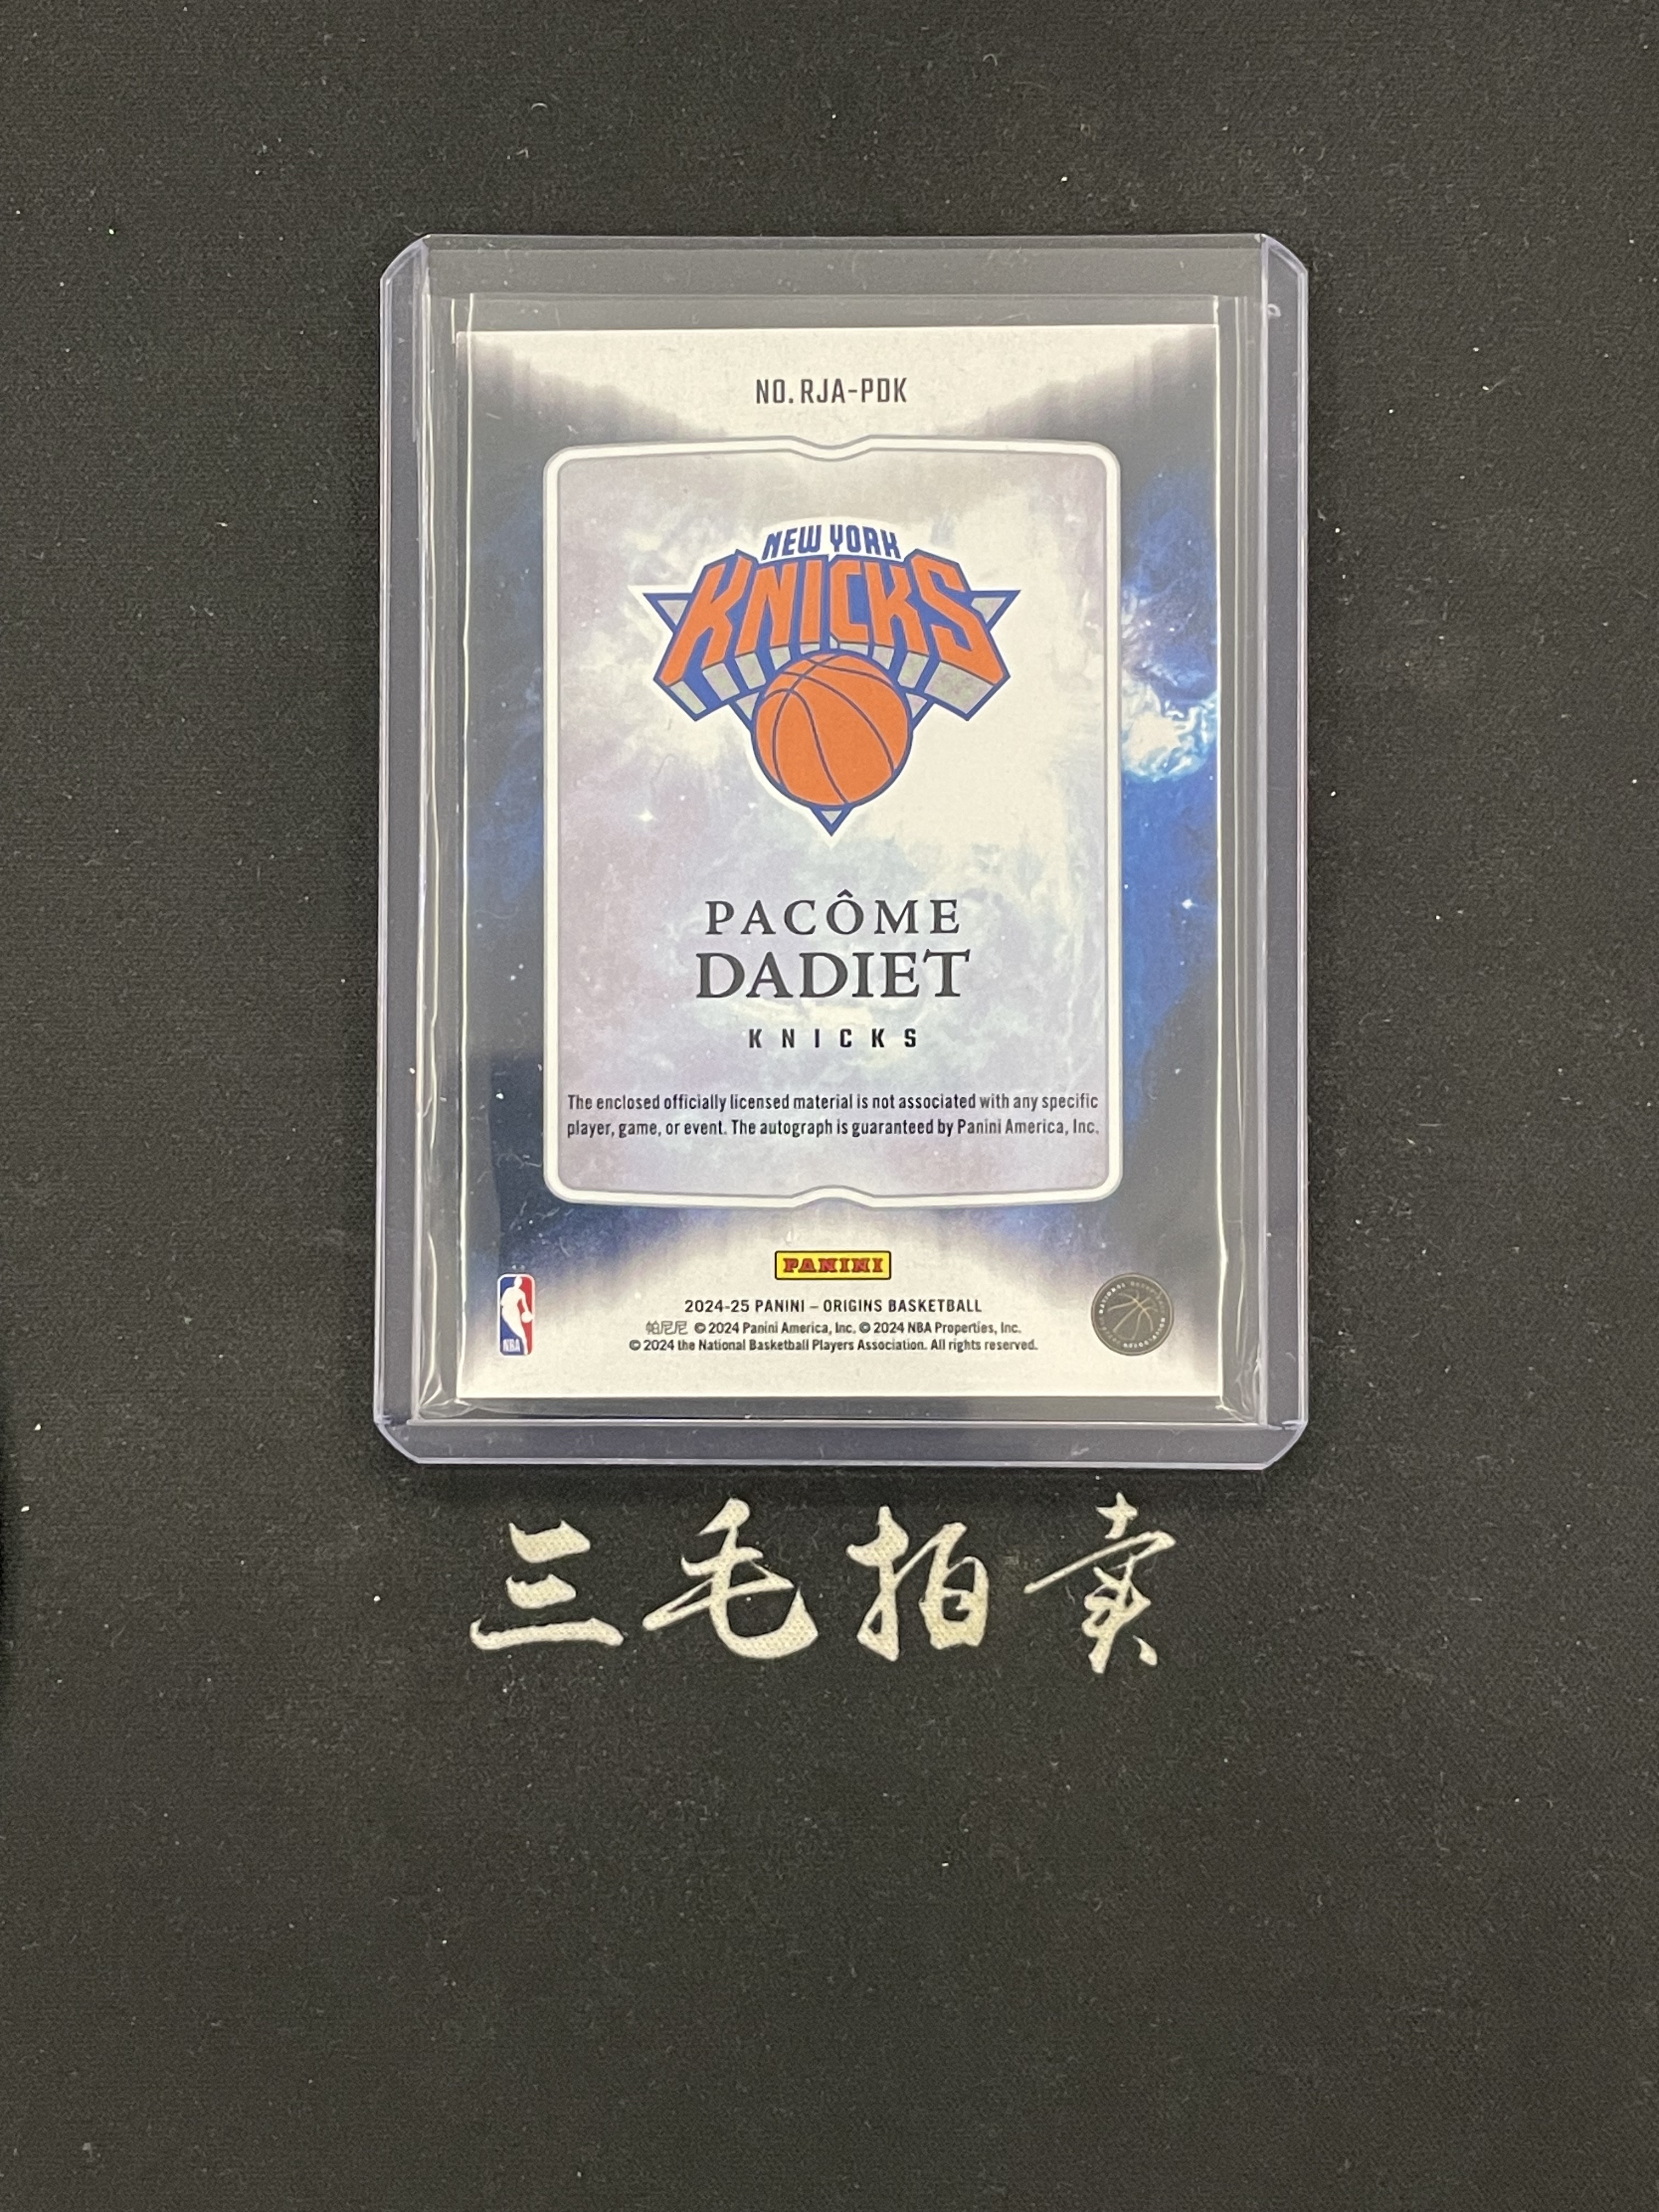 NO. RJA-PDK
NEW YORK
KNICKS
PACÔME
DADIET
KNICKS
The enclosed officially licensed material is not associated with any specific
player, game, or event. The autograph is guaranteed by Panini America, Inc.
PANINI
2024-25 PANINI – ORIGINS BASKETBALL
帕尼尼 © 2024 Panini America, Inc. © 2024 NBA Properties, Inc.
© 2024 the National Basketball Players Association. All rights reserved.
NBA
三毛拍卖